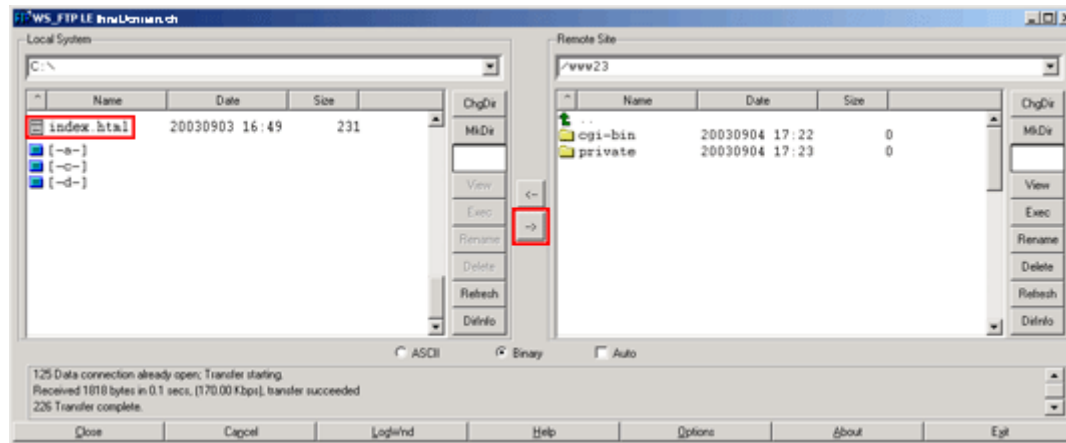 WS_FTP LE IhreDomain.ch
Local System
Remote Site
C:\
/www23
^ Name Date Size
ChgDir
^ Name Date Size
ChgDir
index.html 20030903 16:49 231
MkDir
..
MkDir
[-a-]
cgi-bin 20030904 17:22 0
[-c-]
private 20030904 17:23 0
[-d-]
View
<-
View
Exec
Exec
->
Rename
Rename
Delete
Delete
Refresh
Refresh
DirInfo
DirInfo
ASCII Binary Auto
125 Data connection already open; Transfer starting.
Received 1818 bytes in 0.1 secs, (170.00 Kbps), transfer succeeded
226 Transfer complete.
Close Cancel LogWnd Help Options About Exit